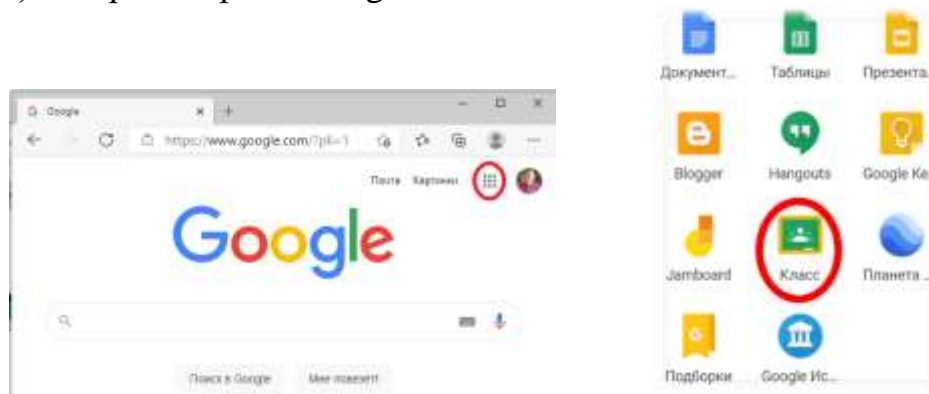 Google
https://www.google.com/?pli=1
Почта Картинки
Google
Поиск в Google Мне повезёт!
Документ... Таблицы Презента
Blogger Hangouts Google Ke
Jamboard Класс Планета ...
Подборки Google Ис...